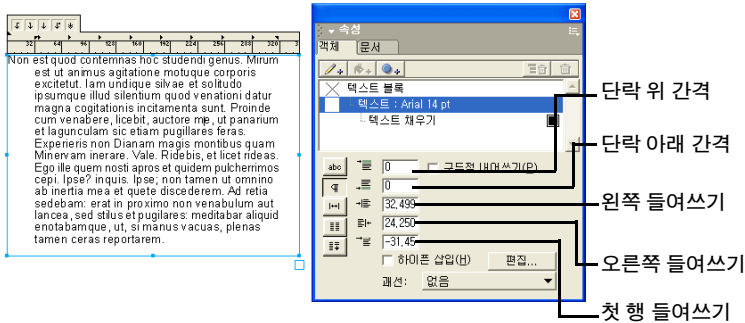 32 64 96 128 160 192 224 256 288 320 3
Non est quod contemnas hoc studendi genus. Mirum
est ut animus agitatione motuque corporis
excitetut. Iam undique silvae et solitudo
ipsumque illud silentium quod venationi datur
magna cogitationis incitamenta sunt. Proinde
cum venabere, licebit, auctore me, ut panarium
et lagunculam sic etiam pugillares feras.
Experieris non Dianam magis montibus quam
Minervam inerare. Vale. Ridebis, et licet rideas.
Ego ille quem nosti apros et quidem pulcherrimos
cepi. Ipse? inquis. Ipse; non tamen ut omnino
ab inertia mea et quete discederem. Ad retia
sedebam: erat in proximo non venabulum aut
lancea, sed stilus et pugilares: meditabar aliquid
enotabamque, ut, si manus vacuas, plenas
tamen ceras reportarem.
속성
객체 문서
텍스트 블록
텍스트 : Arial 14 pt
텍스트 채우기
abc
0 구두점 내어쓰기(P)
0
32,499
24,250
-31,45
하이픈 삽입(H) 편집...
괘선: 없음
단락 위 간격
단락 아래 간격
왼쪽 들여쓰기
오른쪽 들여쓰기
첫 행 들여쓰기